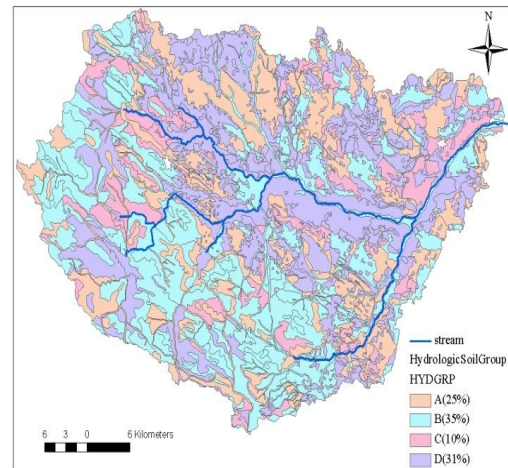 N
stream
HydrologicSoilGroup
HYDGRP
A(25%)
B(35%)
C(10%)
D(31%)
6 3 0 6 Kilometers